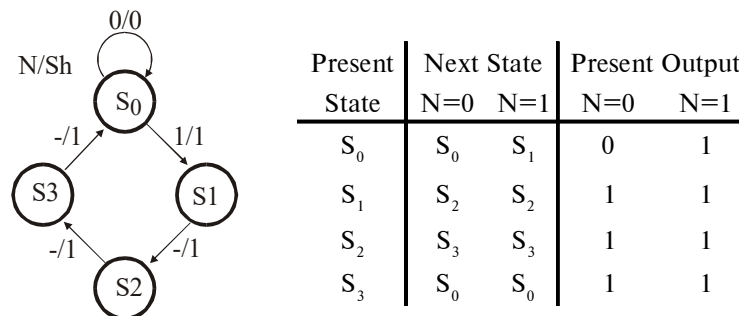 0/0
N/Sh
S0
-/1
1/1
S3
S1
-/1
-/1
S2
Present Next State Present Output
State N=0 N=1 N=0 N=1
S0 S0 S1 0 1
S1 S2 S2 1 1
S2 S3 S3 1 1
S3 S0 S0 1 1